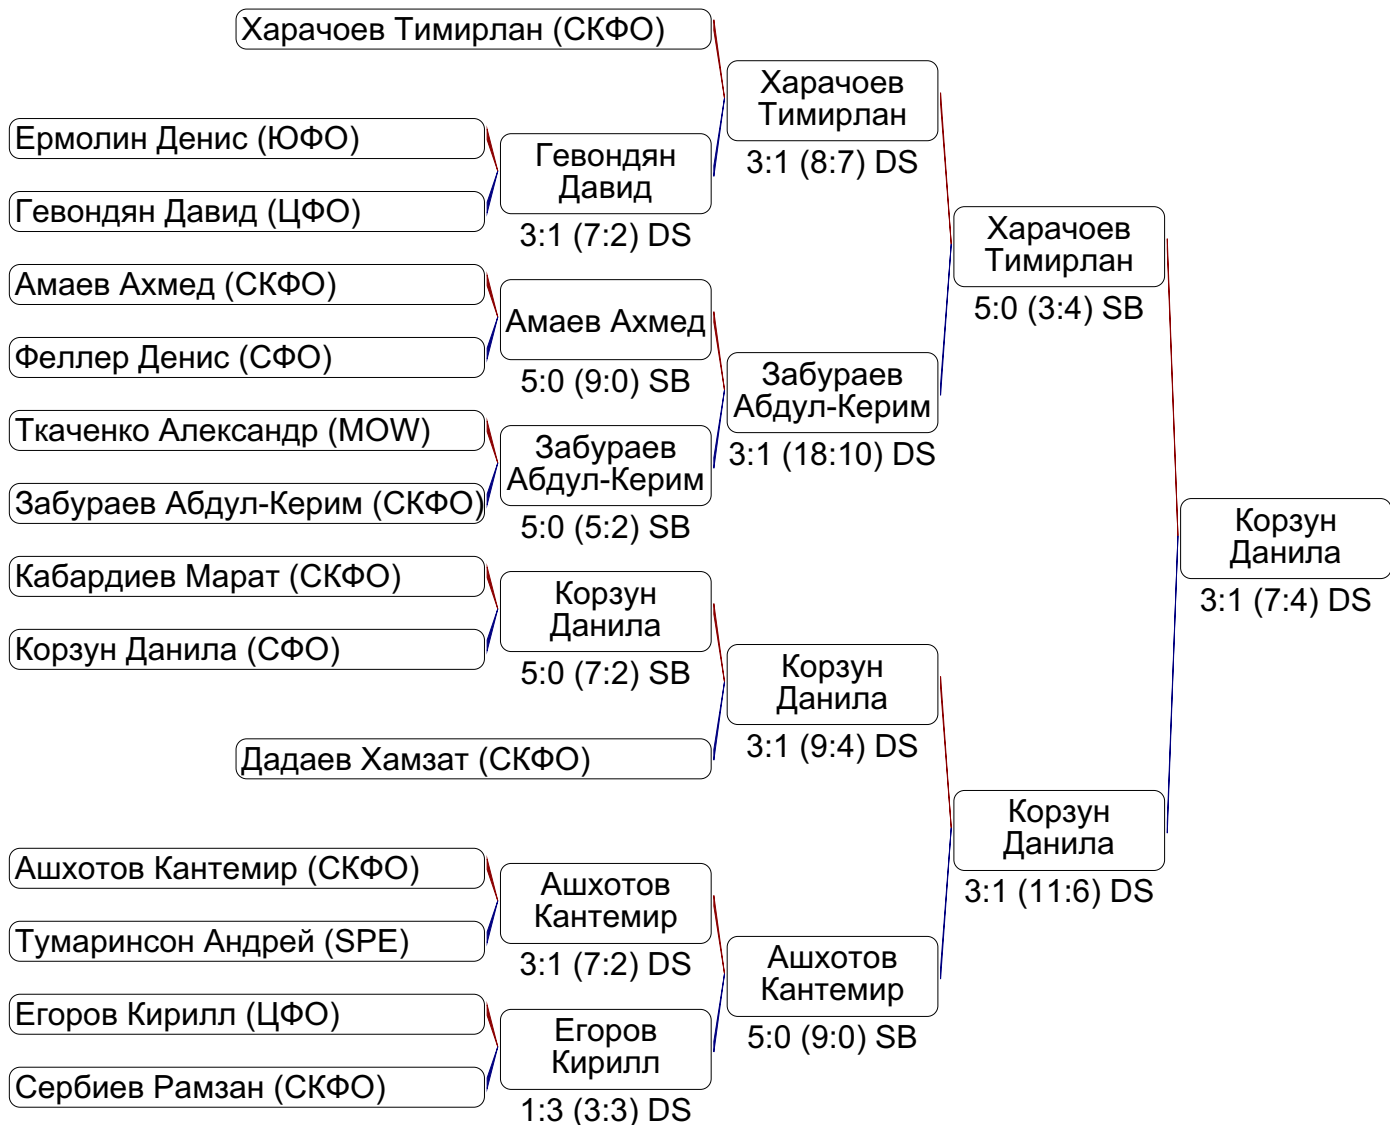 Харачоев Тимирлан (СКФО)
Ермолин Денис (ЮФО)
Гевондян Давид (ЦФО)
Амаев Ахмед (СКФО)
Феллер Денис (СФО)
Ткаченко Александр (MOW)
Забураев Абдул-Керим (СКФО)
Кабардиев Марат (СКФО)
Корзун Данила (СФО)
Дадаев Хамзат (СКФО)
Ашхотов Кантемир (СКФО)
Тумаринсон Андрей (SPE)
Егоров Кирилл (ЦФО)
Сербиев Рамзан (СКФО)
Гевондян
Давид
3:1 (7:2) DS
Амаев Ахмед
5:0 (9:0) SB
Забураев
Абдул-Керим
5:0 (5:2) SB
Корзун
Данила
5:0 (7:2) SB
Ашхотов
Кантемир
3:1 (7:2) DS
Егоров
Кирилл
1:3 (3:3) DS
Харачоев
Тимирлан
3:1 (8:7) DS
Забураев
Абдул-Керим
3:1 (18:10) DS
Корзун
Данила
3:1 (9:4) DS
Ашхотов
Кантемир
5:0 (9:0) SB
Харачоев
Тимирлан
5:0 (3:4) SB
Корзун
Данила
3:1 (11:6) DS
Корзун
Данила
3:1 (7:4) DS